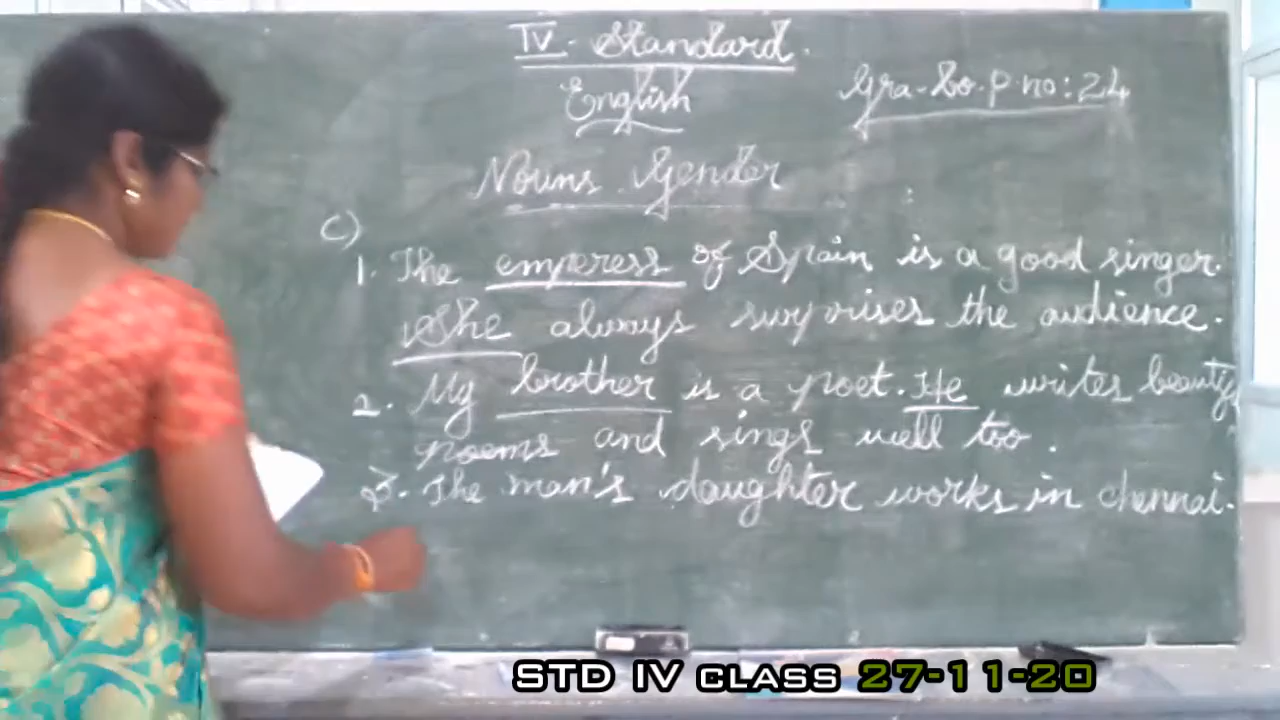 IV. Standard.
English
Gra-bo. p. no: 24
Nouns Gender
C)
1. The emperess of Spain is a good singer.
She always surprises the audience.
2. My brother is a poet. He writes beauty
poems and sings well too.
3. The man's daughter works in chennai.
STD IV CLASS 27-11-20